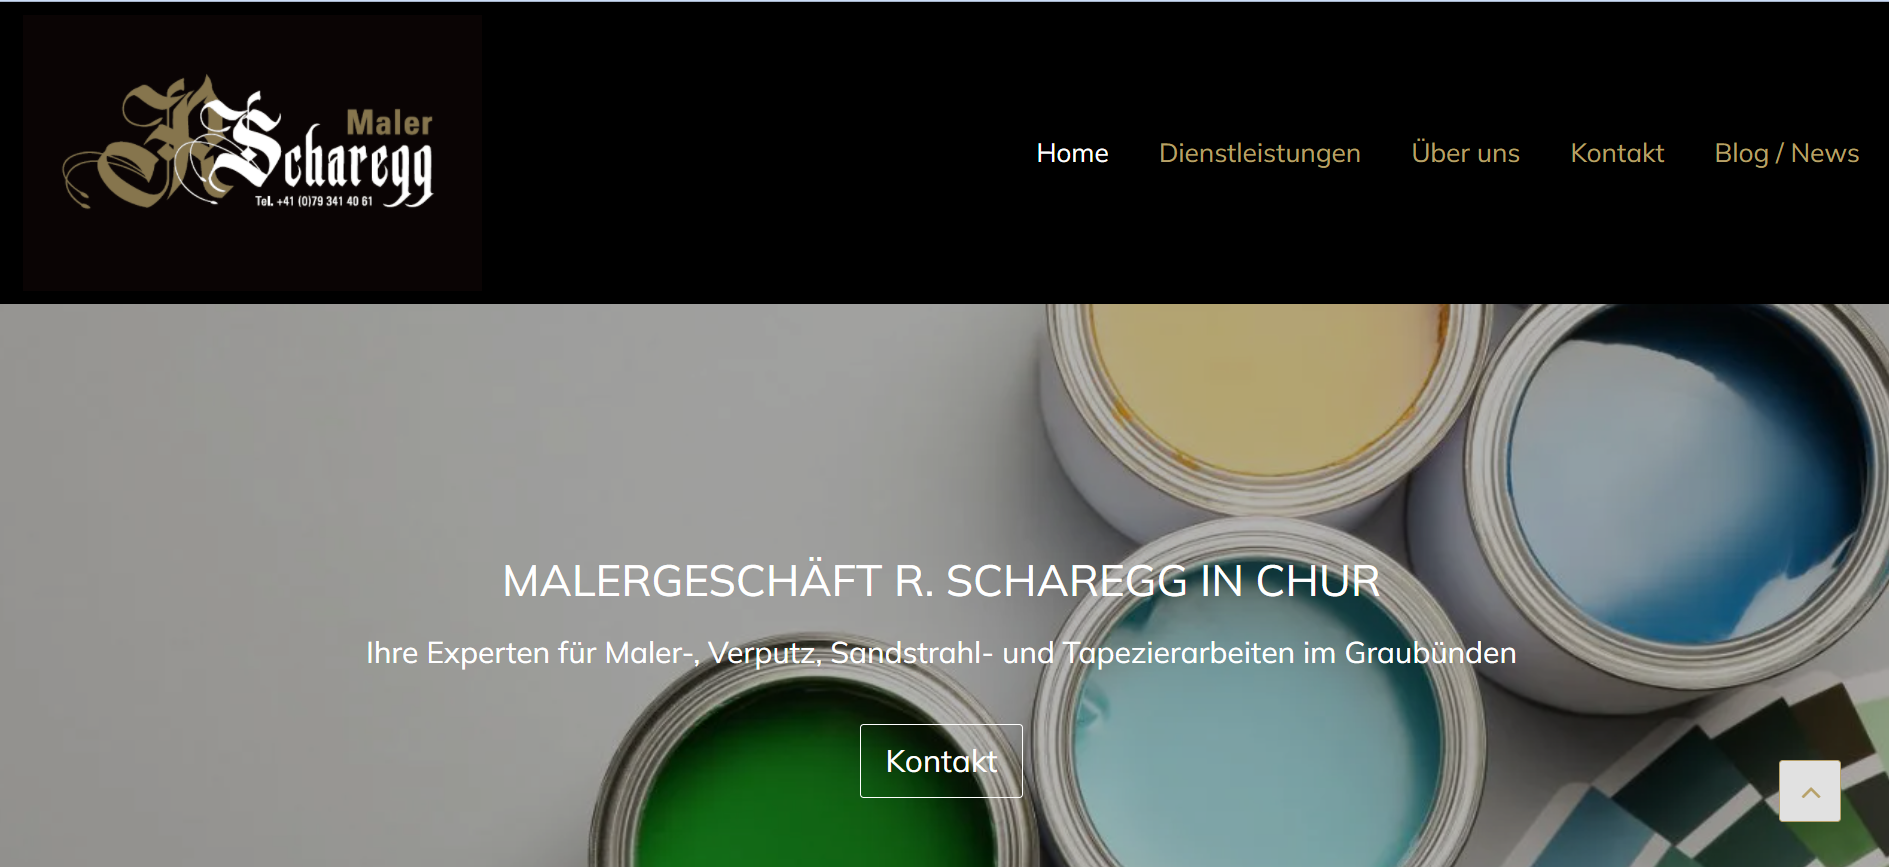 Maler
R Scharegg
Tel. +41 (0)79 341 40 61
Home Dienstleistungen Über uns Kontakt Blog / News
MALERGESCHÄFT R. SCHAREGG IN CHUR
Ihre Experten für Maler-, Verputz, Sandstrahl- und Tapezierarbeiten im Graubünden
Kontakt